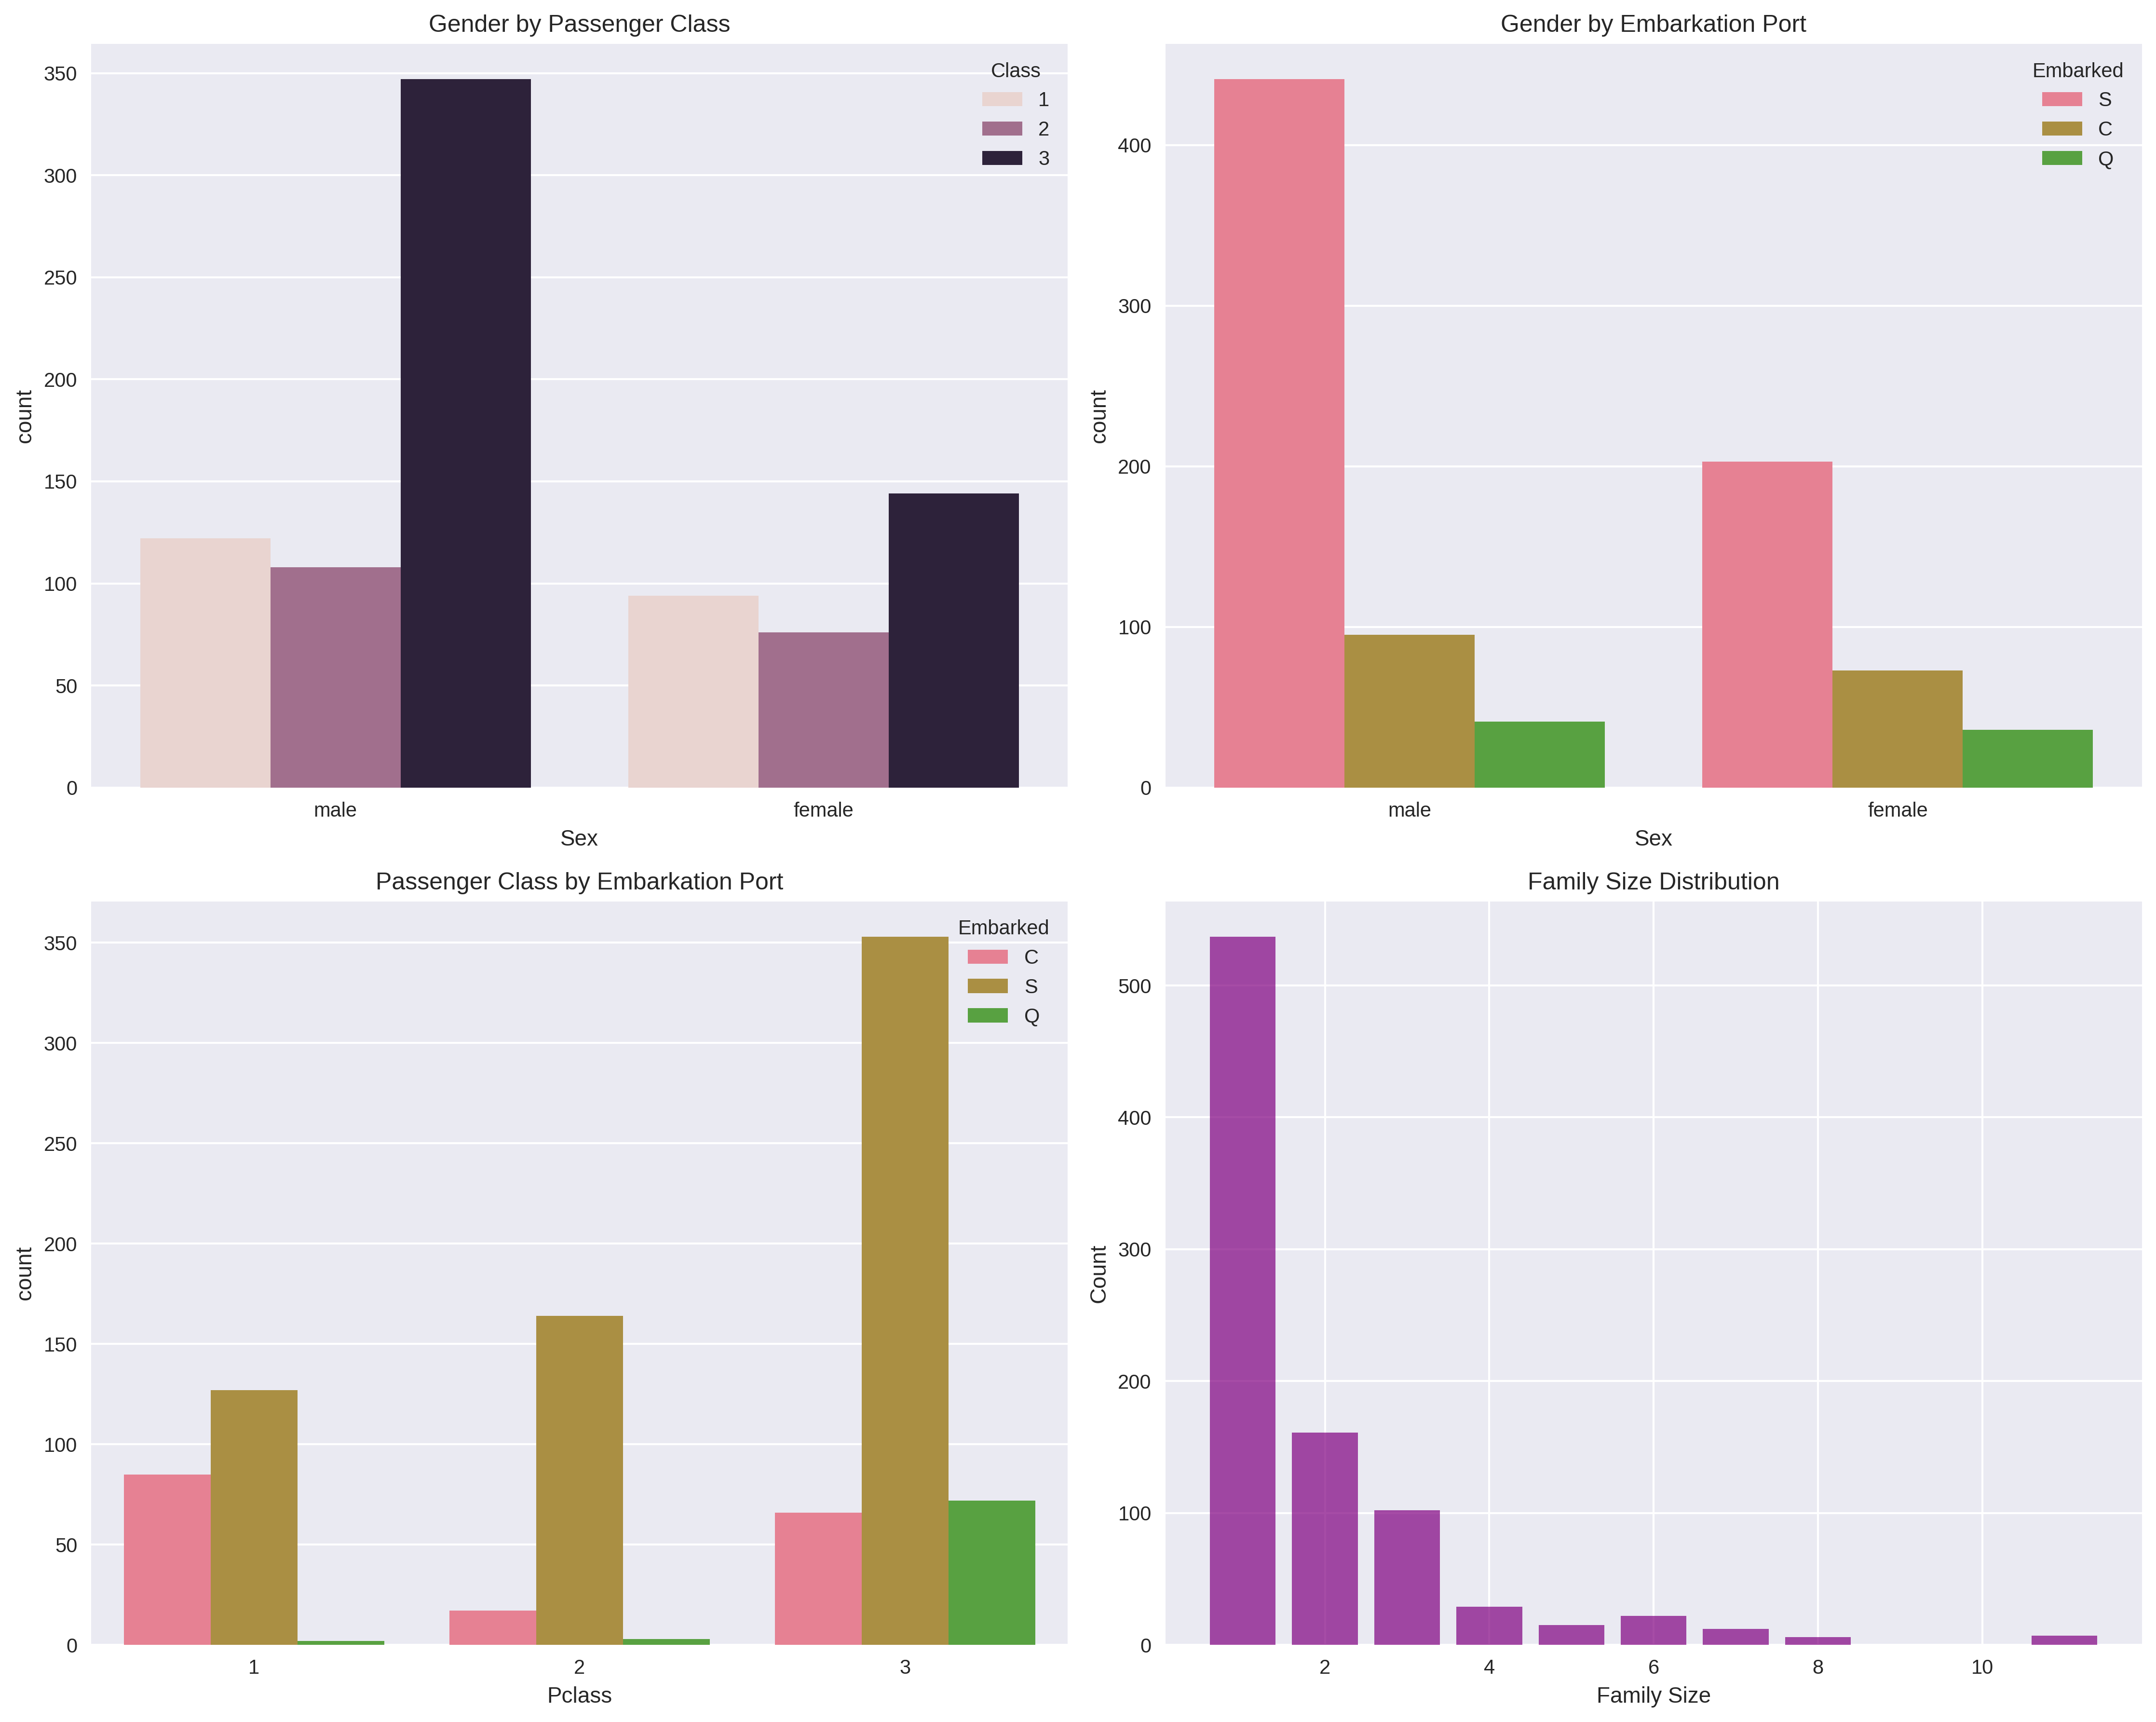 Gender by Passenger Class
count
350
300
250
200
150
100
50
0
Class
1
2
3
male female
Sex
Gender by Embarkation Port
count
400
300
200
100
0
Embarked
S
C
Q
male female
Sex
Passenger Class by Embarkation Port
count
350
300
250
200
150
100
50
0
Embarked
C
S
Q
1 2 3
Pclass
Family Size Distribution
Count
500
400
300
200
100
0
2 4 6 8 10
Family Size